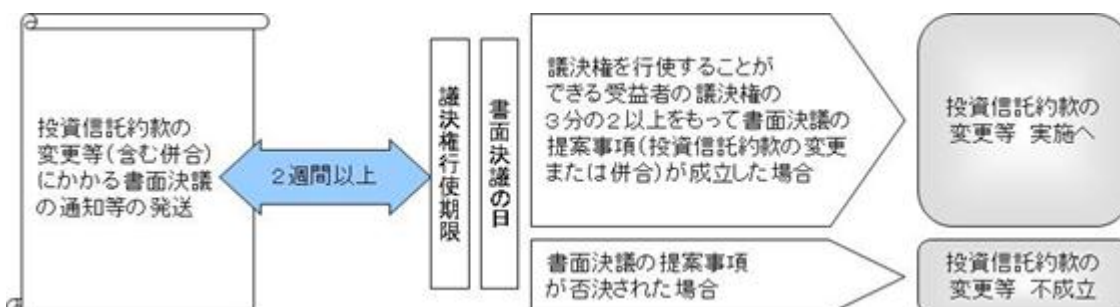 投資信託約款の
変更等(含む併合)
にかかる書面決議
の通知等の発送
2週間以上
議決権行使期限
書面決議の日
議決権を行使することが
できる受益者の議決権の
3分の2以上をもって書面決議の
提案事項(投資信託約款の変更
または併合)が成立した場合
投資信託約款の
変更等 実施へ
書面決議の提案事項
が否決された場合
投資信託約款の
変更等 不成立